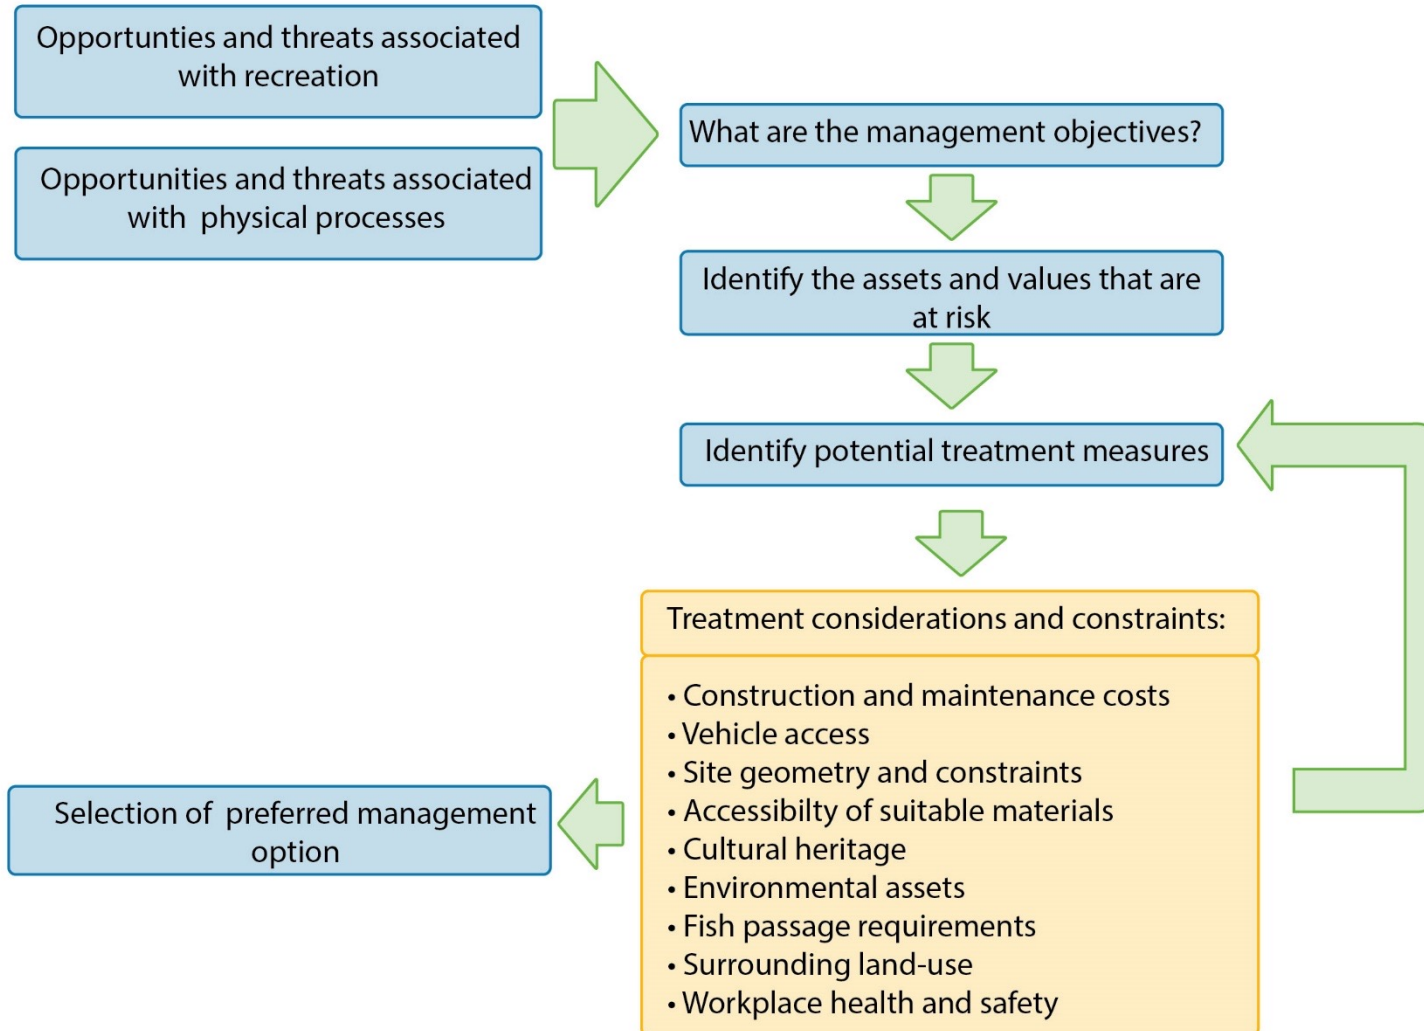 Opportunties and threats associated
with recreation
Opportunities and threats associated
with physical processes
What are the management objectives?
Identify the assets and values that are
at risk
Identify potential treatment measures
Treatment considerations and constraints:
• Construction and maintenance costs
• Vehicle access
• Site geometry and constraints
• Accessibilty of suitable materials
• Cultural heritage
• Environmental assets
• Fish passage requirements
• Surrounding land-use
• Workplace health and safety
Selection of preferred management
option